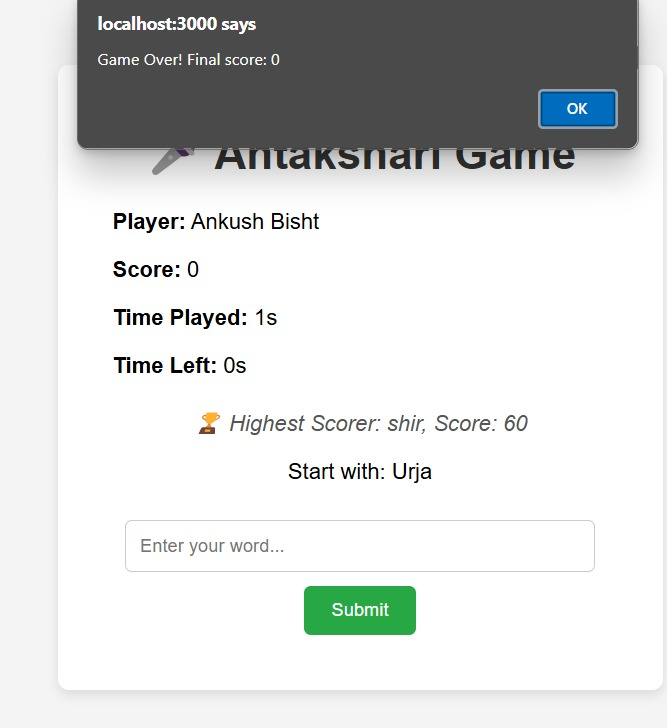 localhost:3000 says
Game Over! Final score: 0
OK
Antakshari Game
Player: Ankush Bisht
Score: 0
Time Played: 1s
Time Left: 0s
Highest Scorer: shir, Score: 60
Start with: Urja
Enter your word...
Submit